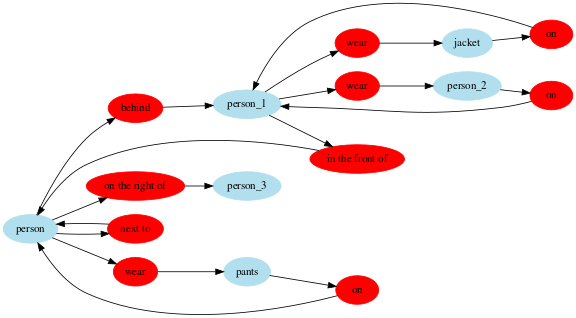 wear
jacket
on
wear
person_2
on
behind
person_1
in the front of
on the right of
person_3
person
next to
wear
pants
on